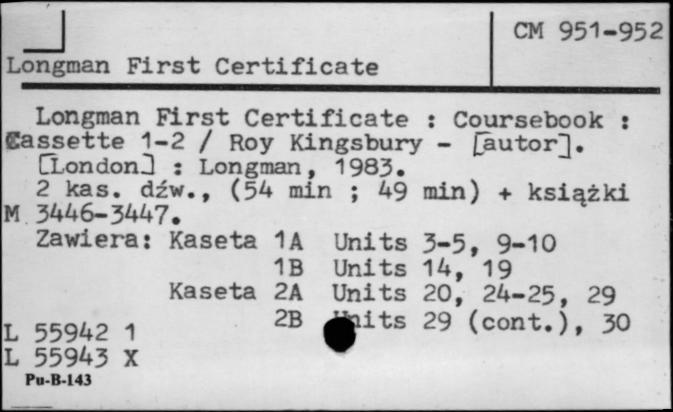 CM 951-952
Longman First Certificate
Longman First Certificate : Coursebook :
Cassette 1-2 / Roy Kingsbury - [autor].
[London] : Longman, 1983.
2 kas. dźw., (54 min ; 49 min) + książki
M 3446-3447.
Zawiera: Kaseta 1A Units 3-5, 9-10
1B Units 14, 19
Kaseta 2A Units 20, 24-25, 29
2B Units 29 (cont.), 30
L 55942 1
L 55943 X
Pu-B-143